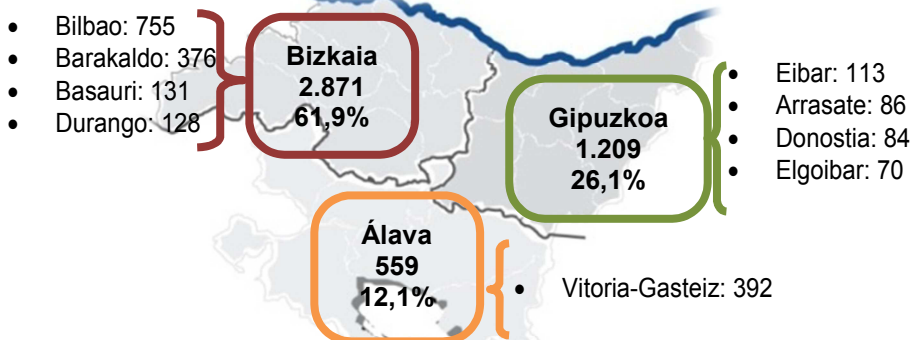 • Bilbao: 755
• Barakaldo: 376
• Basauri: 131
• Durango: 128
Bizkaia
2.871
61,9%
Gipuzkoa
1.209
26,1%
• Eibar: 113
• Arrasate: 86
• Donostia: 84
• Elgoibar: 70
Álava
559
12,1%
• Vitoria-Gasteiz: 392